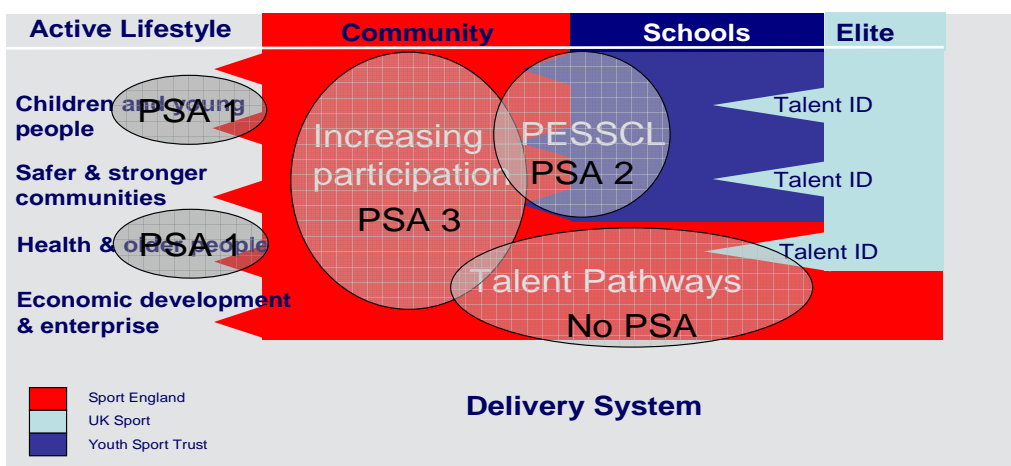 Active Lifestyle
Community
Schools
Elite
Children and young
people
PSA 1
Safer & stronger
communities
Health & older people
PSA 1
Economic development
& enterprise
Increasing
participation
PSA 3
PESSCL
PSA 2
Talent Pathways
No PSA
Talent ID
Talent ID
Talent ID
Sport England
UK Sport
Youth Sport Trust
Delivery System